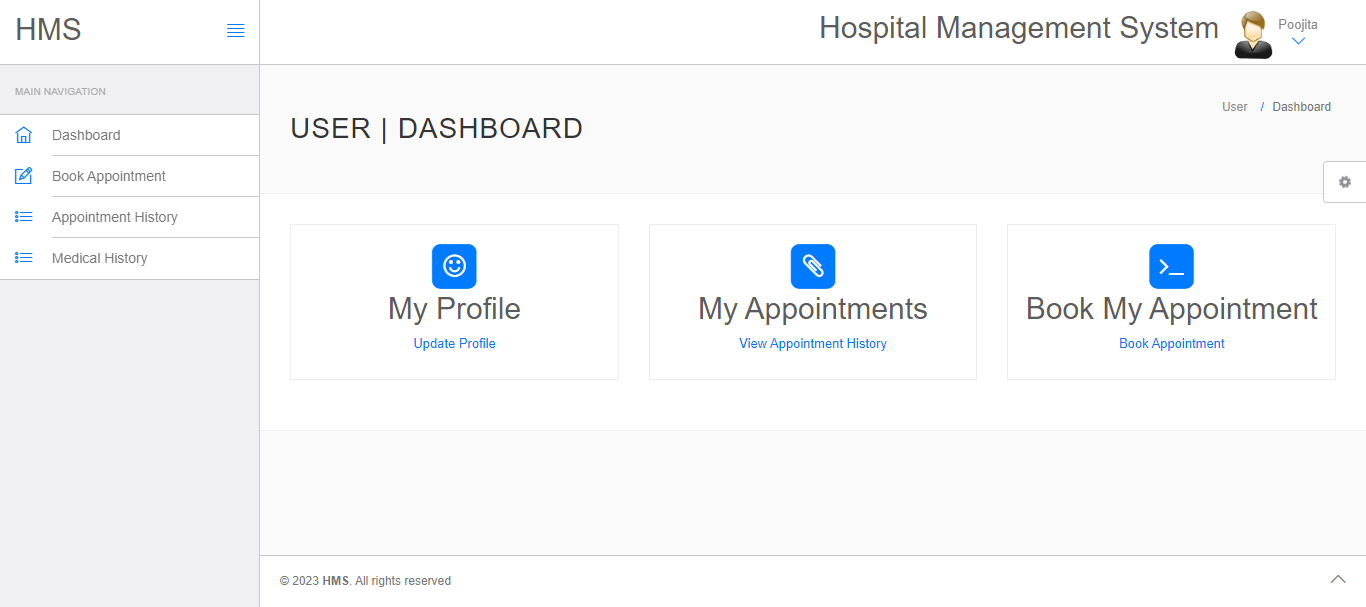 HMS
Hospital Management System
Poojita
MAIN NAVIGATION
Dashboard
Book Appointment
Appointment History
Medical History
USER | DASHBOARD
User / Dashboard
My Profile
Update Profile
My Appointments
View Appointment History
Book My Appointment
Book Appointment
© 2023 HMS. All rights reserved